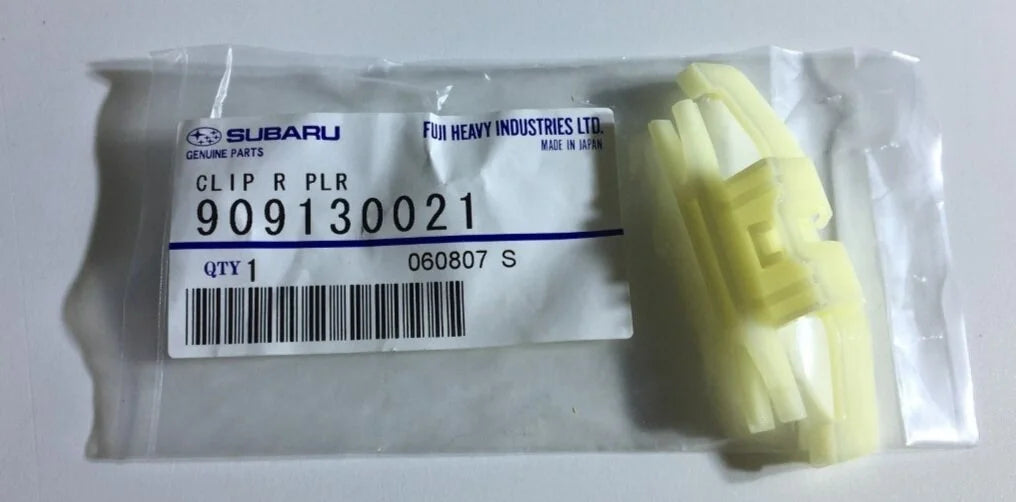 SUBARU FUJI HEAVY INDUSTRIES LTD.
GENUINE PARTS MADE IN JAPAN
CLIP R PLR
909130021
QTY 1 060807 S